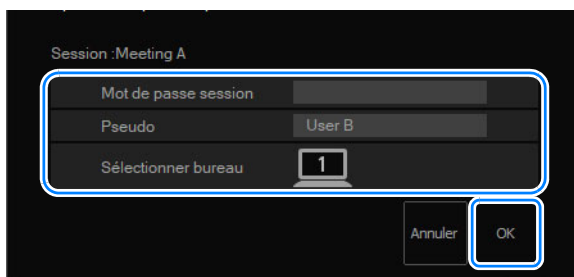 Session :Meeting A
Mot de passe session
Pseudo User B
Sélectionner bureau 1
Annuler OK